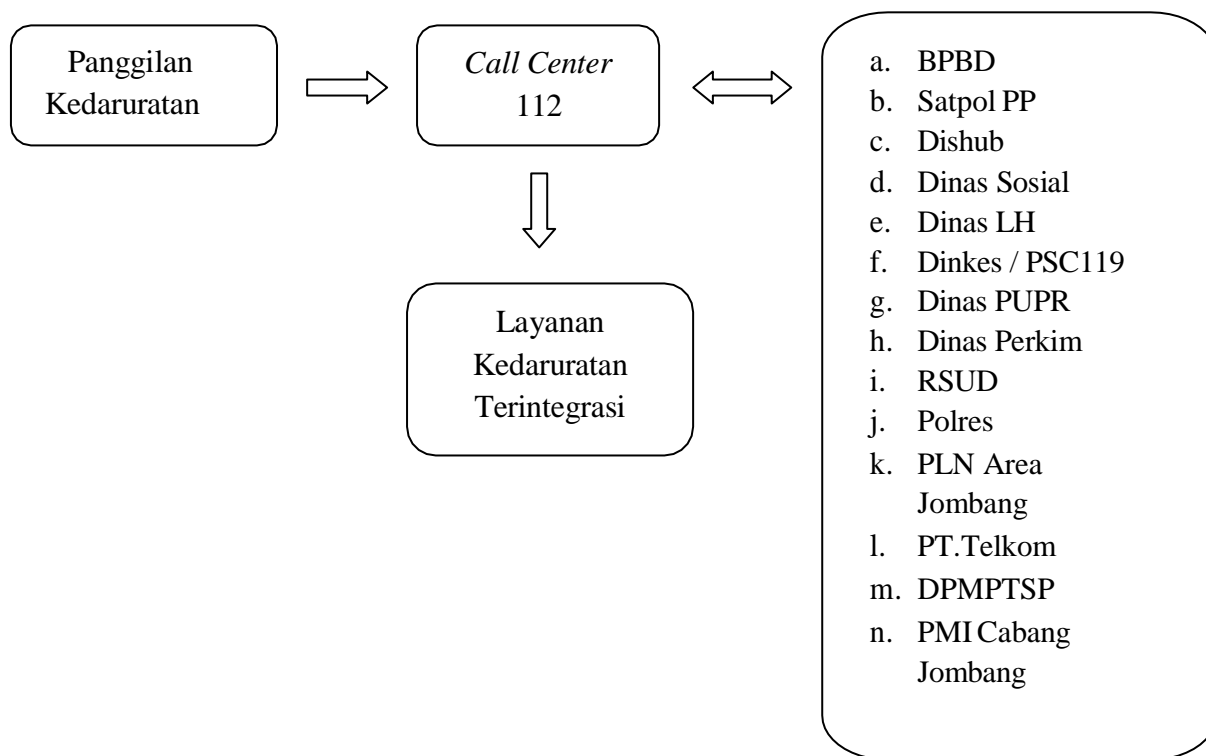 Panggilan
Kedaruratan
Call Center
112
Layanan
Kedaruratan
Terintegrasi
a. BPBD
b. Satpol PP
c. Dishub
d. Dinas Sosial
e. Dinas LH
f. Dinkes / PSC119
g. Dinas PUPR
h. Dinas Perkim
i. RSUD
j. Polres
k. PLN Area
Jombang
l. PT.Telkom
m. DPMPTSP
n. PMI Cabang
Jombang